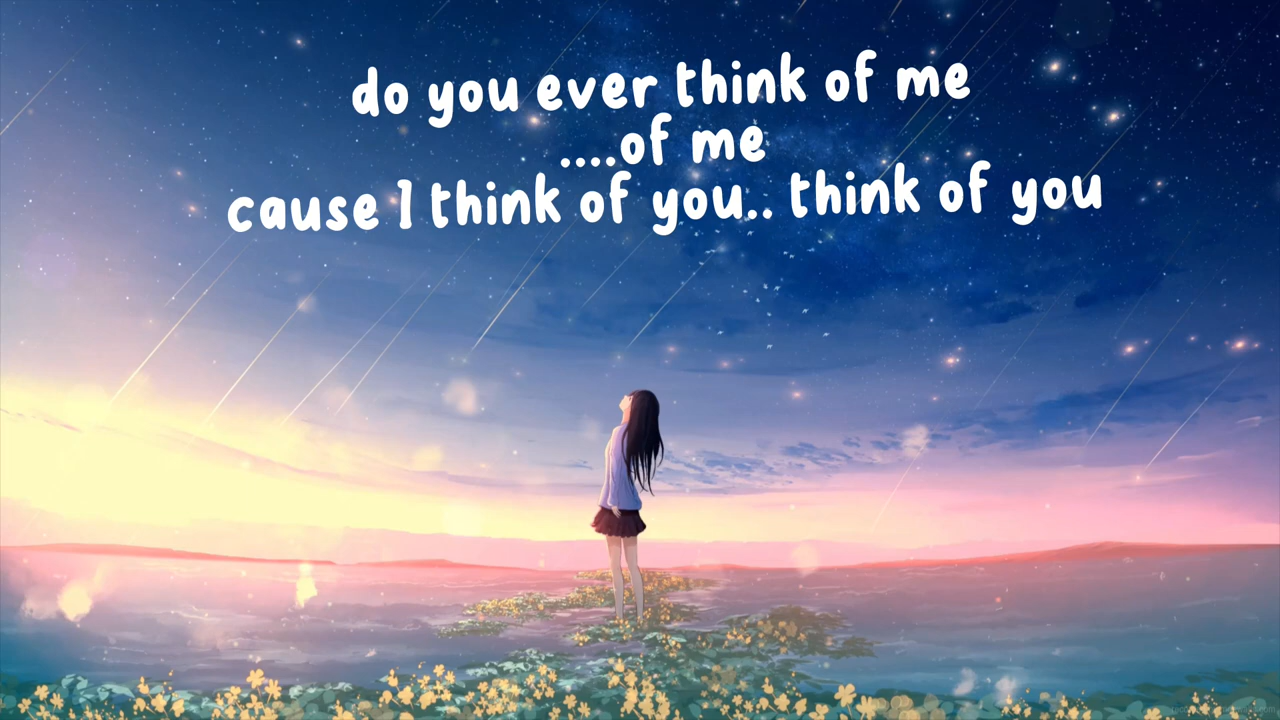 do you ever think of me
....of me
cause I think of you.. think of you